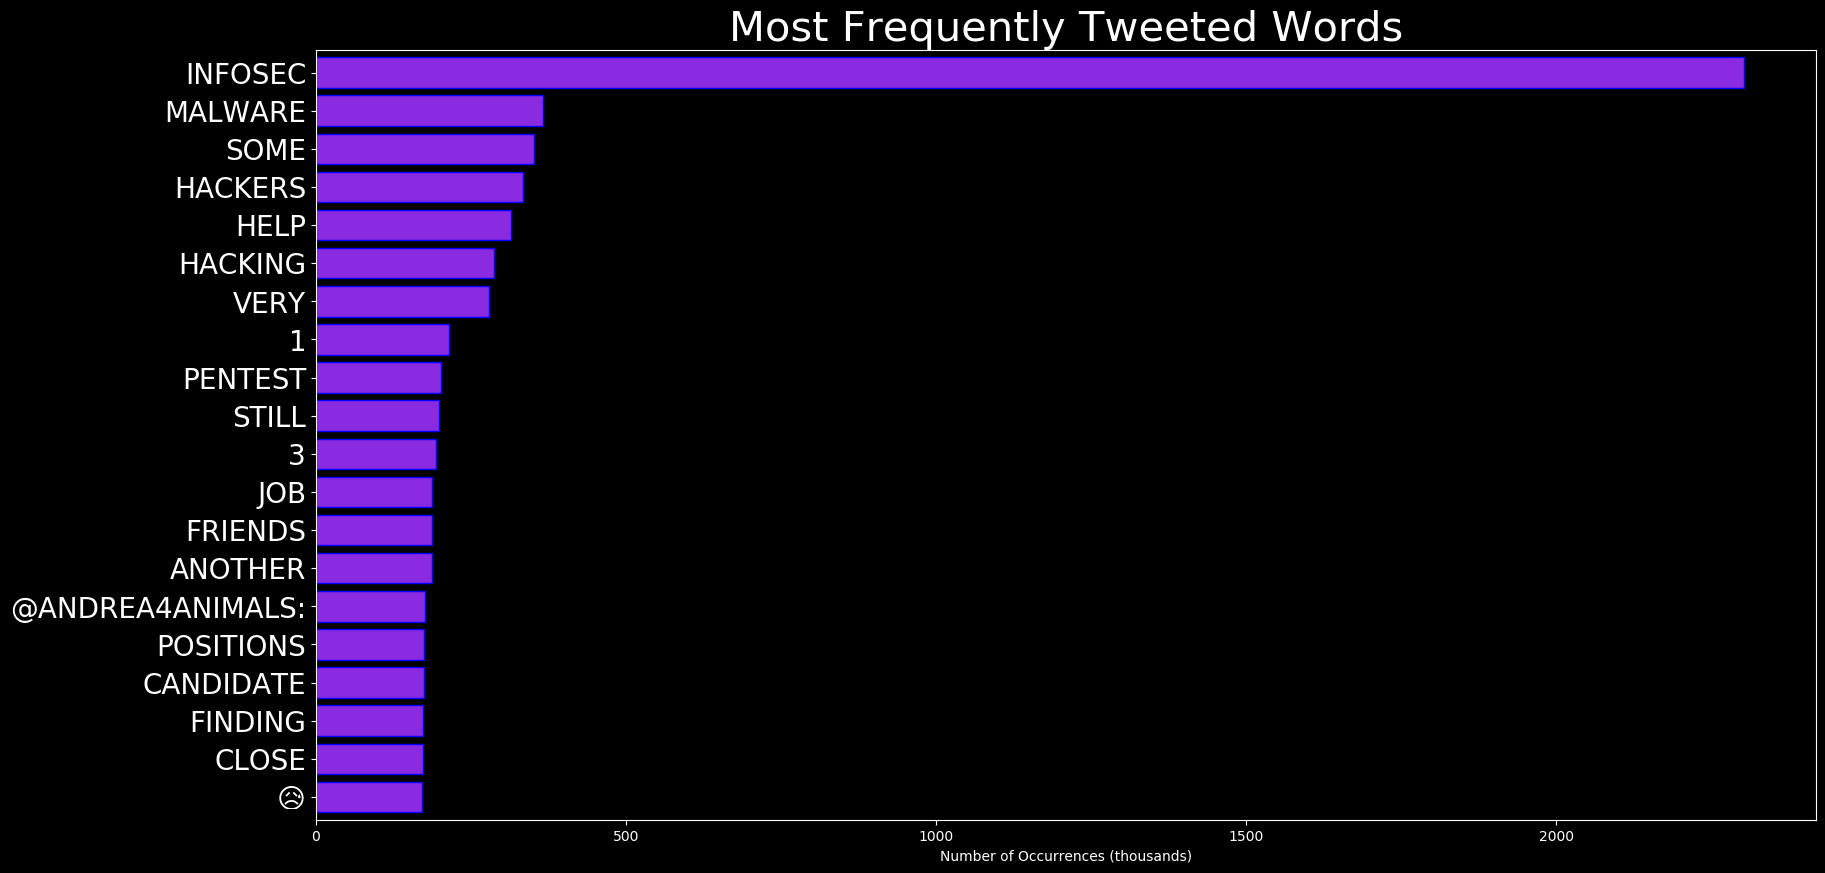 Most Frequently Tweeted Words
INFOSEC
MALWARE
SOME
HACKERS
HELP
HACKING
VERY
1
PENTEST
STILL
3
JOB
FRIENDS
ANOTHER
@ANDREA4ANIMALS:
POSITIONS
CANDIDATE
FINDING
CLOSE
😥
0 500 1000 1500 2000
Number of Occurrences (thousands)